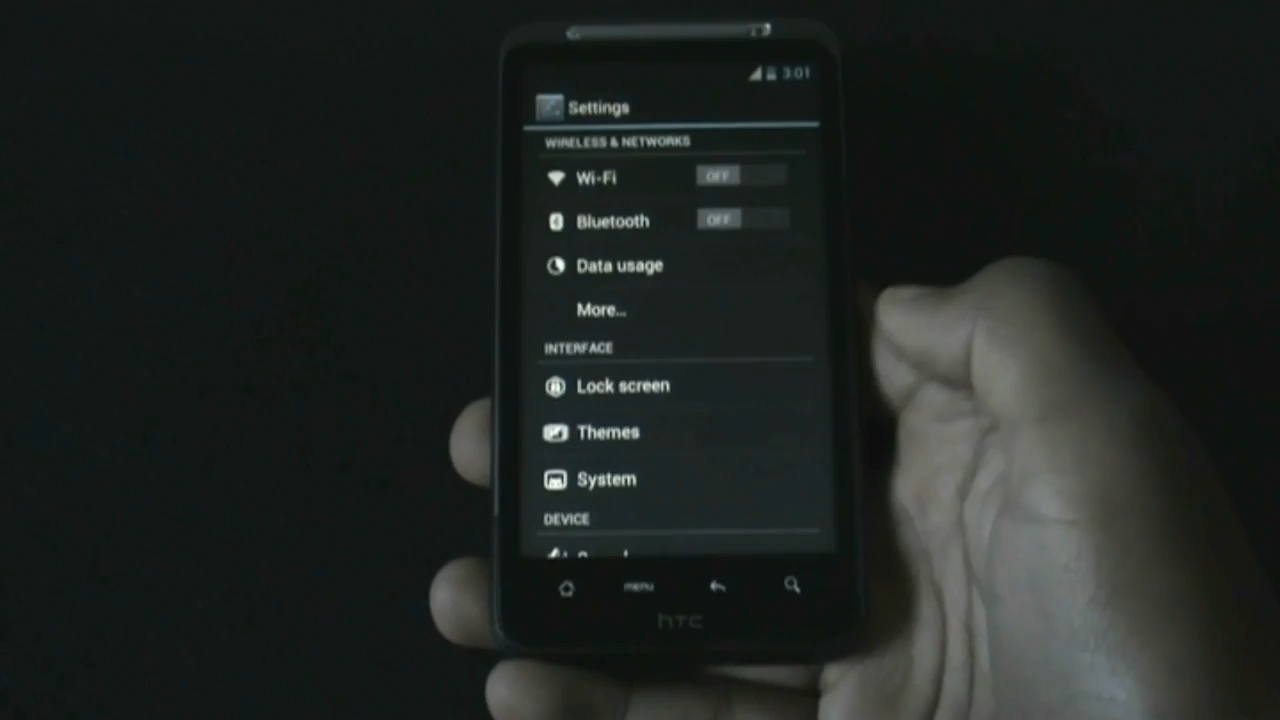 3:01
Settings
WIRELESS & NETWORKS
Wi-Fi OFF
Bluetooth OFF
Data usage
More...
INTERFACE
Lock screen
Themes
System
DEVICE
menu
hTC